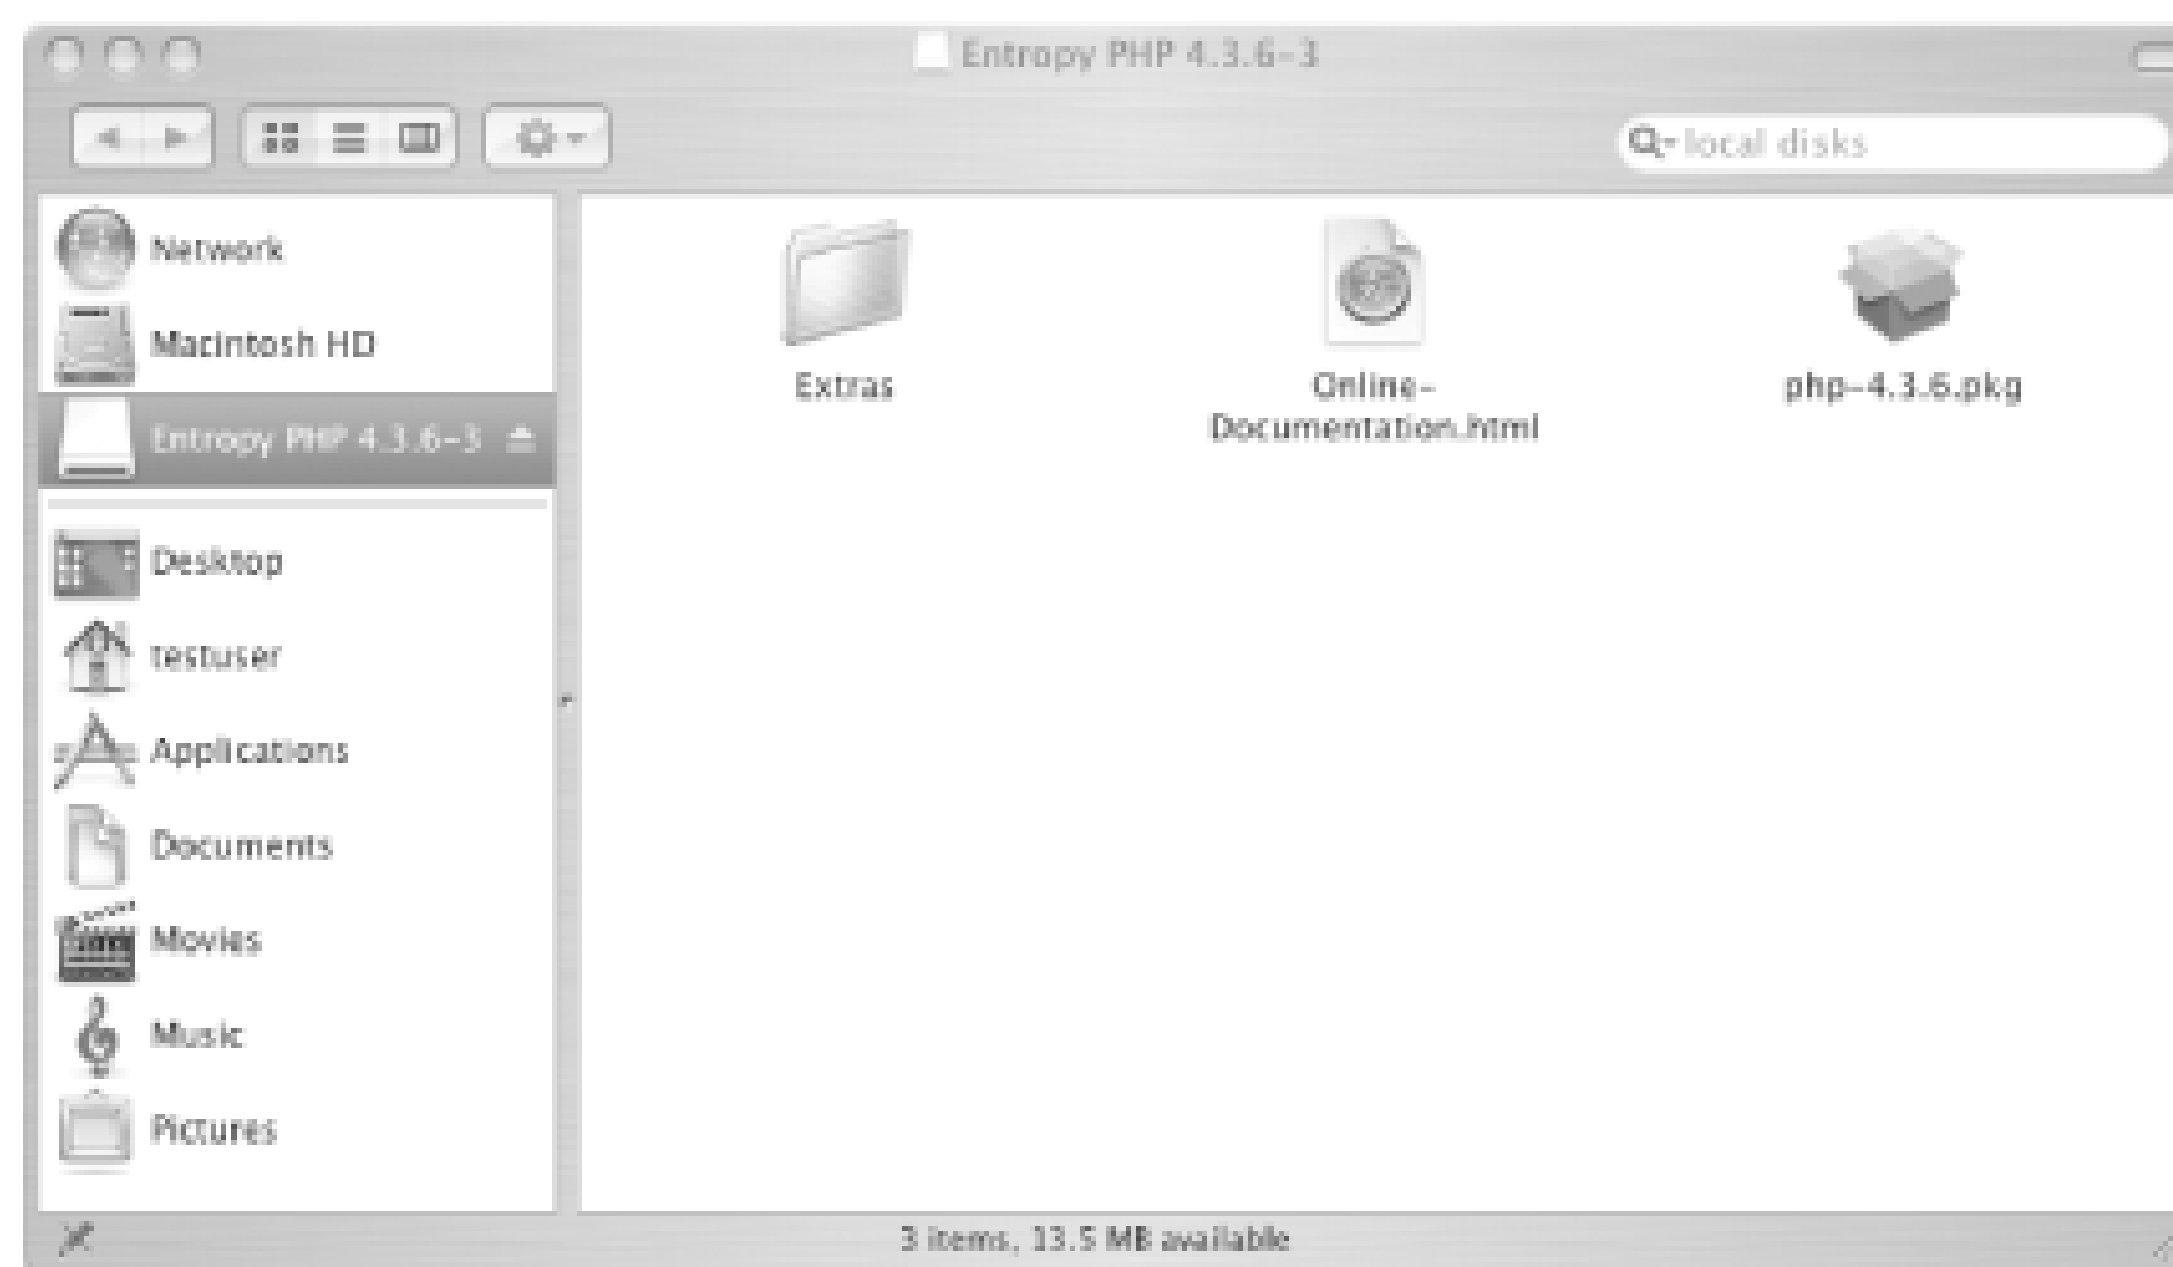 Entropy PHP 4.3.6-3
local disks
Network
Macintosh HD
Entropy PHP 4.3.6-3
Desktop
testuser
Applications
Documents
Movies
Music
Pictures
Extras
Online-
Documentation.html
php-4.3.6.pkg
3 items, 13.5 MB available